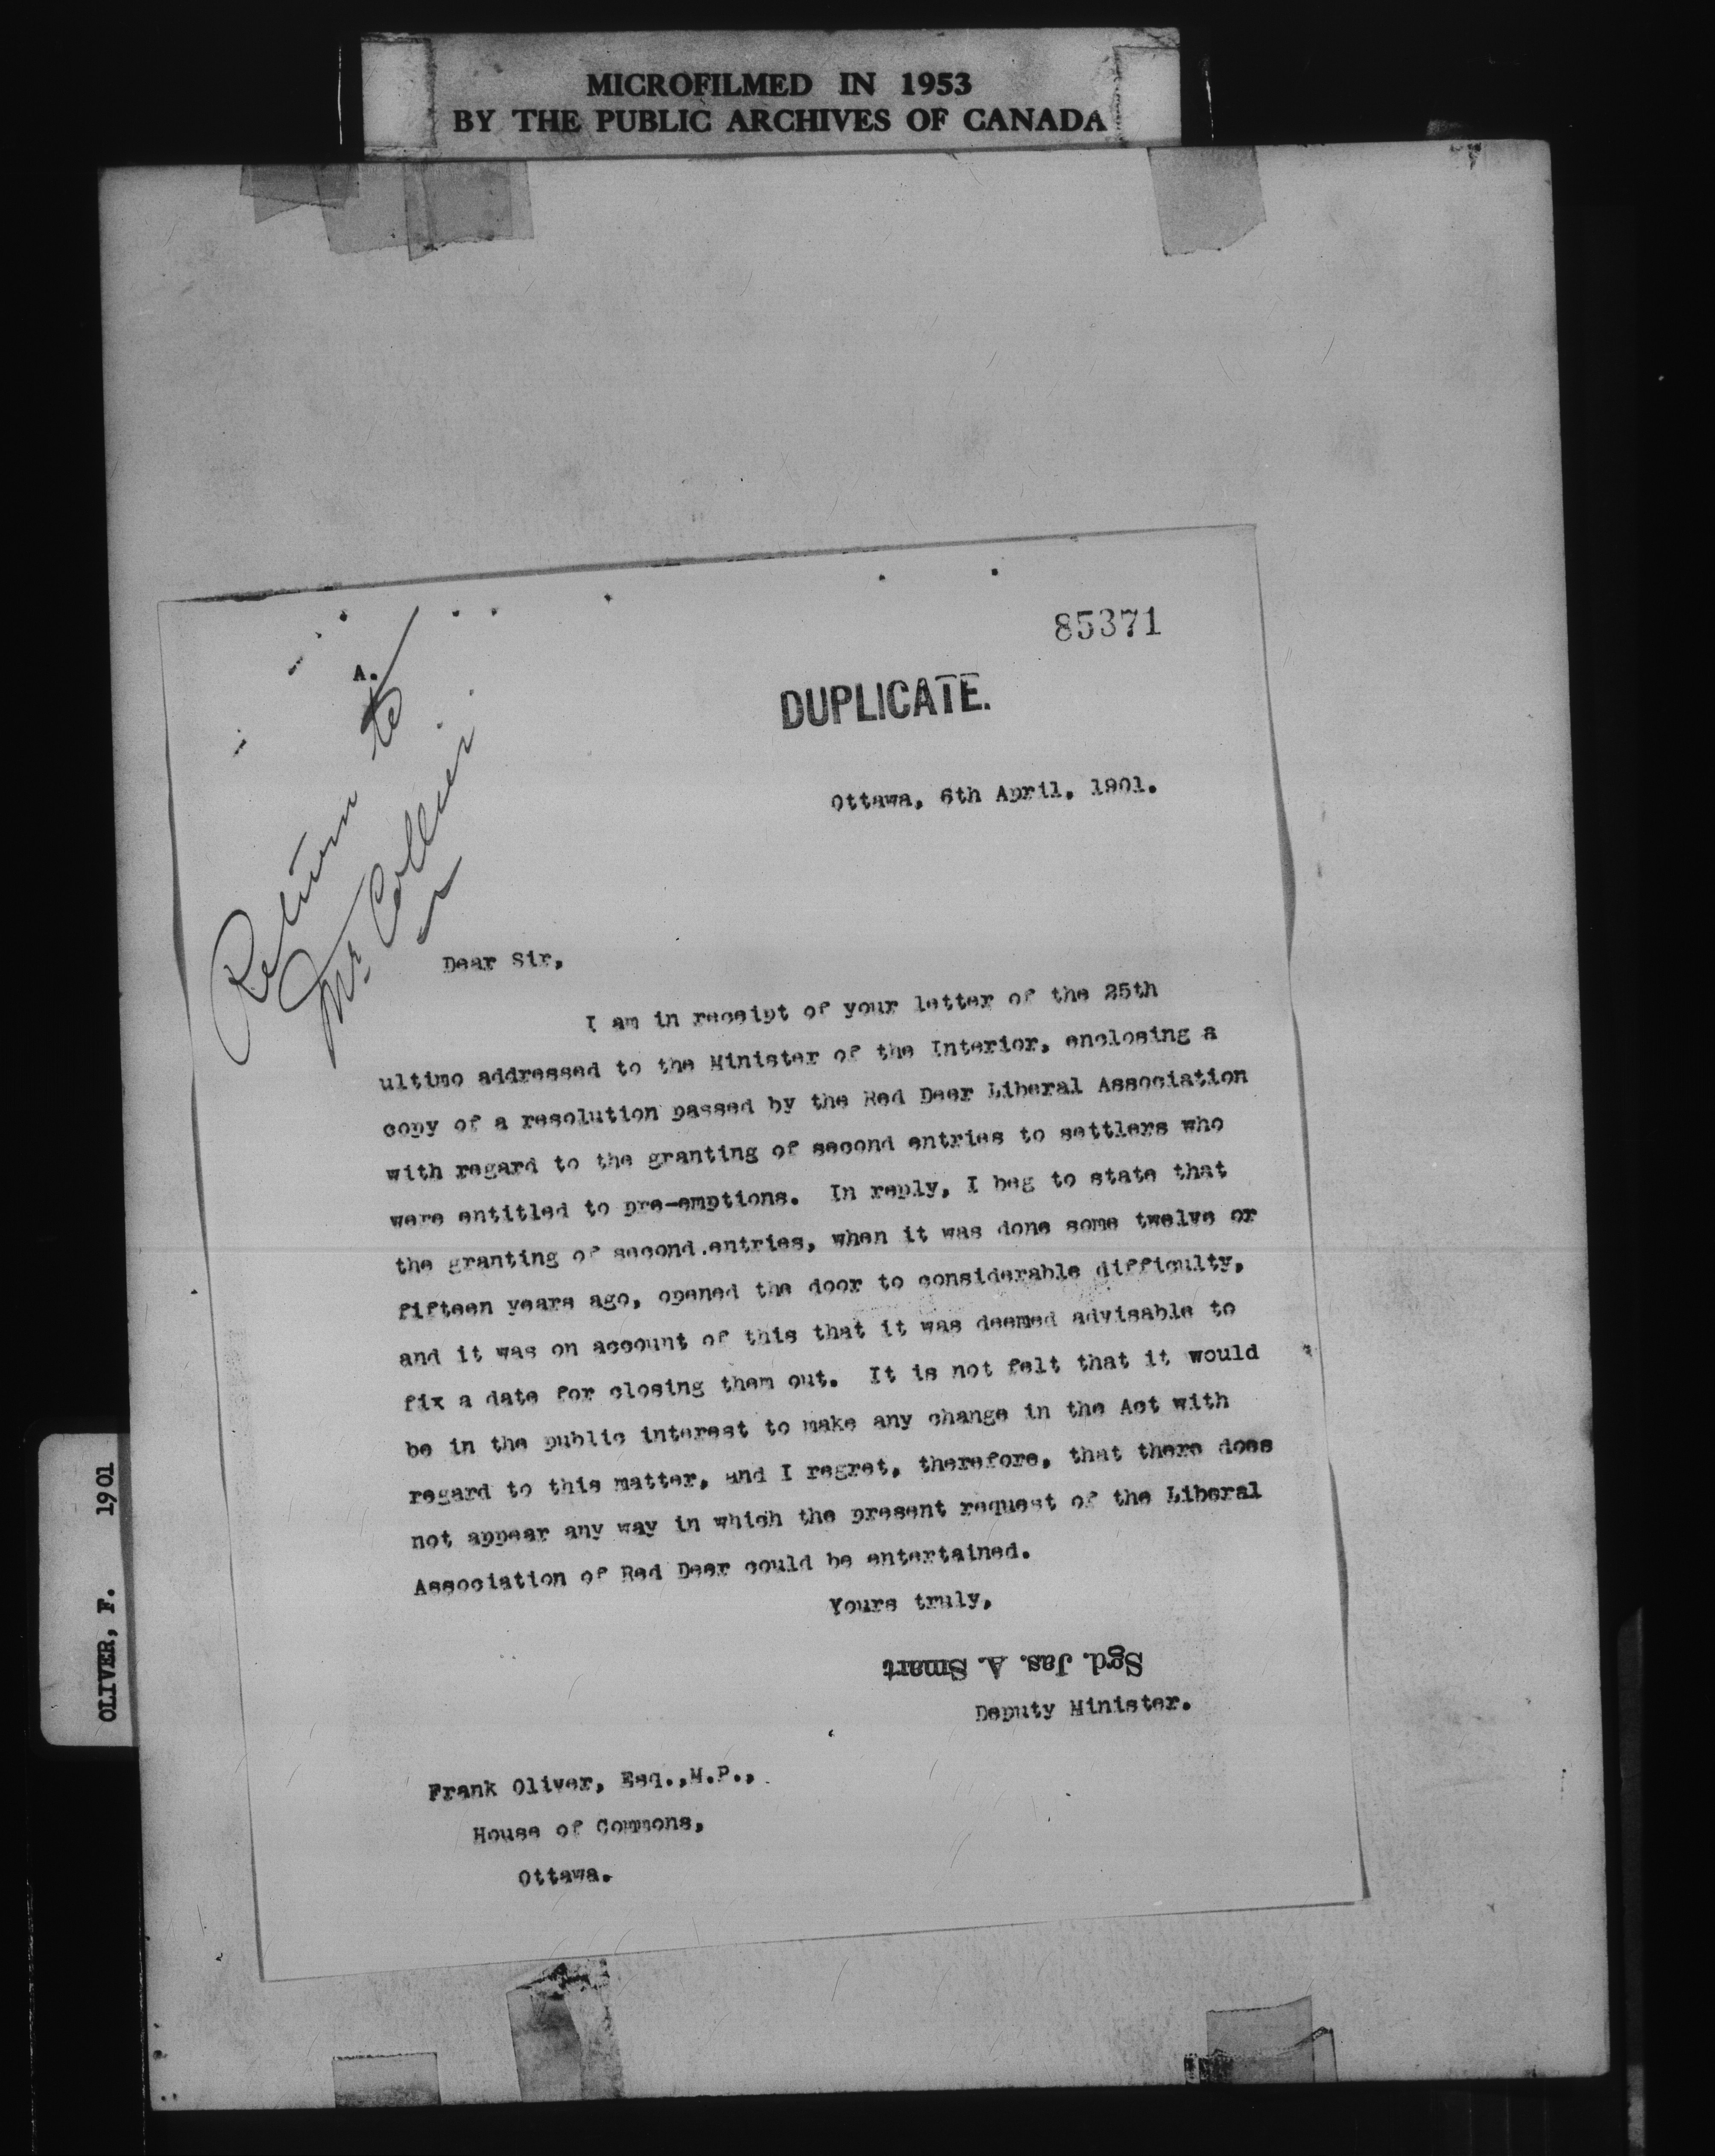 MICROFILMED IN 1953
BY THE PUBLIC ARCHIVES OF CANADA
85371
A.
DUPLICATE.
Return to
Mr Collier
Ottawa, 6th April, 1901.
Dear Sir,
I am in receipt of your letter of the 25th
ultimo addressed to the Minister of the Interior, enclosing a
copy of a resolution passed by the Red Deer Liberal Association
with regard to the granting of second entries to settlers who
were entitled to pre-emptions. In reply, I beg to state that
the granting of second.entries, when it was done some twelve or
fifteen years ago, opened the door to considerable difficulty,
and it was on account of this that it was deemed advisable to
fix a date for closing them out. It is not felt that it would
be in the public interest to make any change in the Act with
regard to this matter, and I regret, therefore, that there does
not appear any way in which the present request of the Liberal
Association of Red Deer could be entertained.
Yours truly,
Sgd. Jas. A. Smart
Deputy Minister.
Frank Oliver, Esq.,M.P.,
House of Commons,
Ottawa.
OLIVER, F. 1901